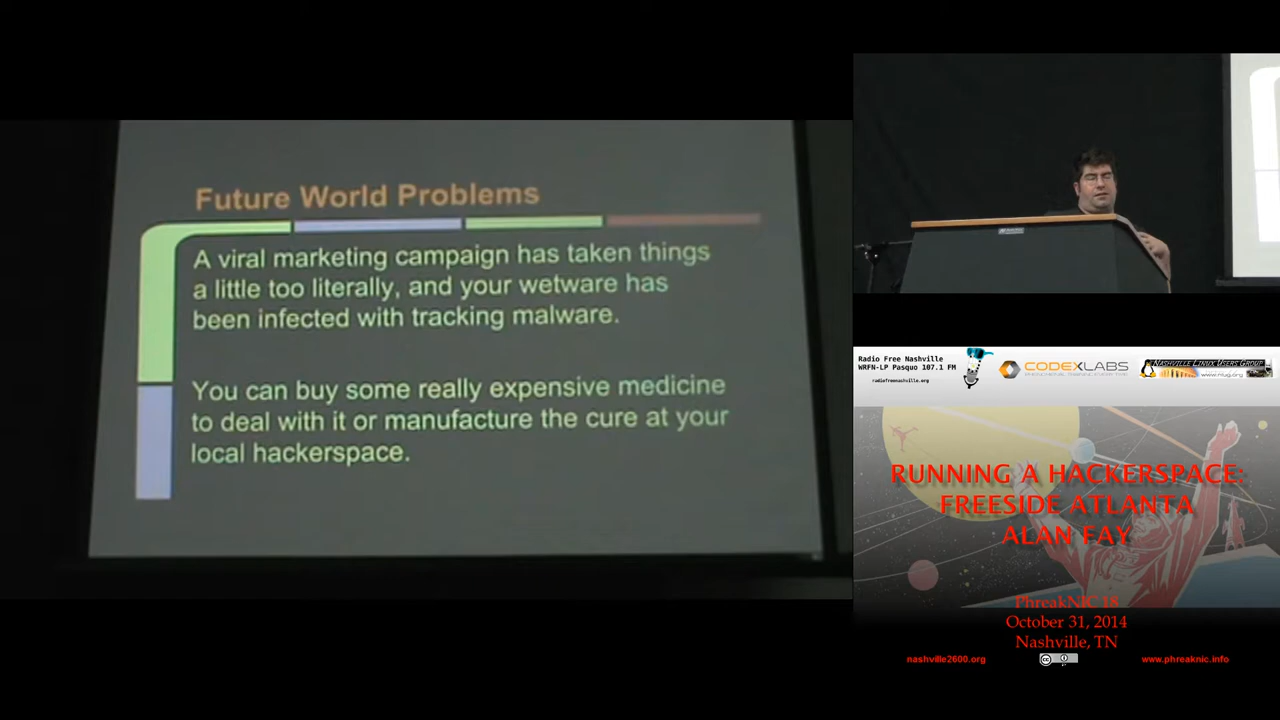 Future World Problems
A viral marketing campaign has taken things
a little too literally, and your wetware has
been infected with tracking malware.
You can buy some really expensive medicine
to deal with it or manufacture the cure at your
local hackerspace.
Radio Free Nashville
WRFN-LP Pasquo 107.1 FM
radiofreenashville.org
CODEXLABS
NASHVILLE LINUX USERS GROUP
www.nlug.org
RUNNING A HACKERSPACE:
FREESIDE ATLANTA
ALAN FAY
PhreakNIC 18
October 31, 2014
Nashville, TN
nashville2600.org
www.phreaknic.info